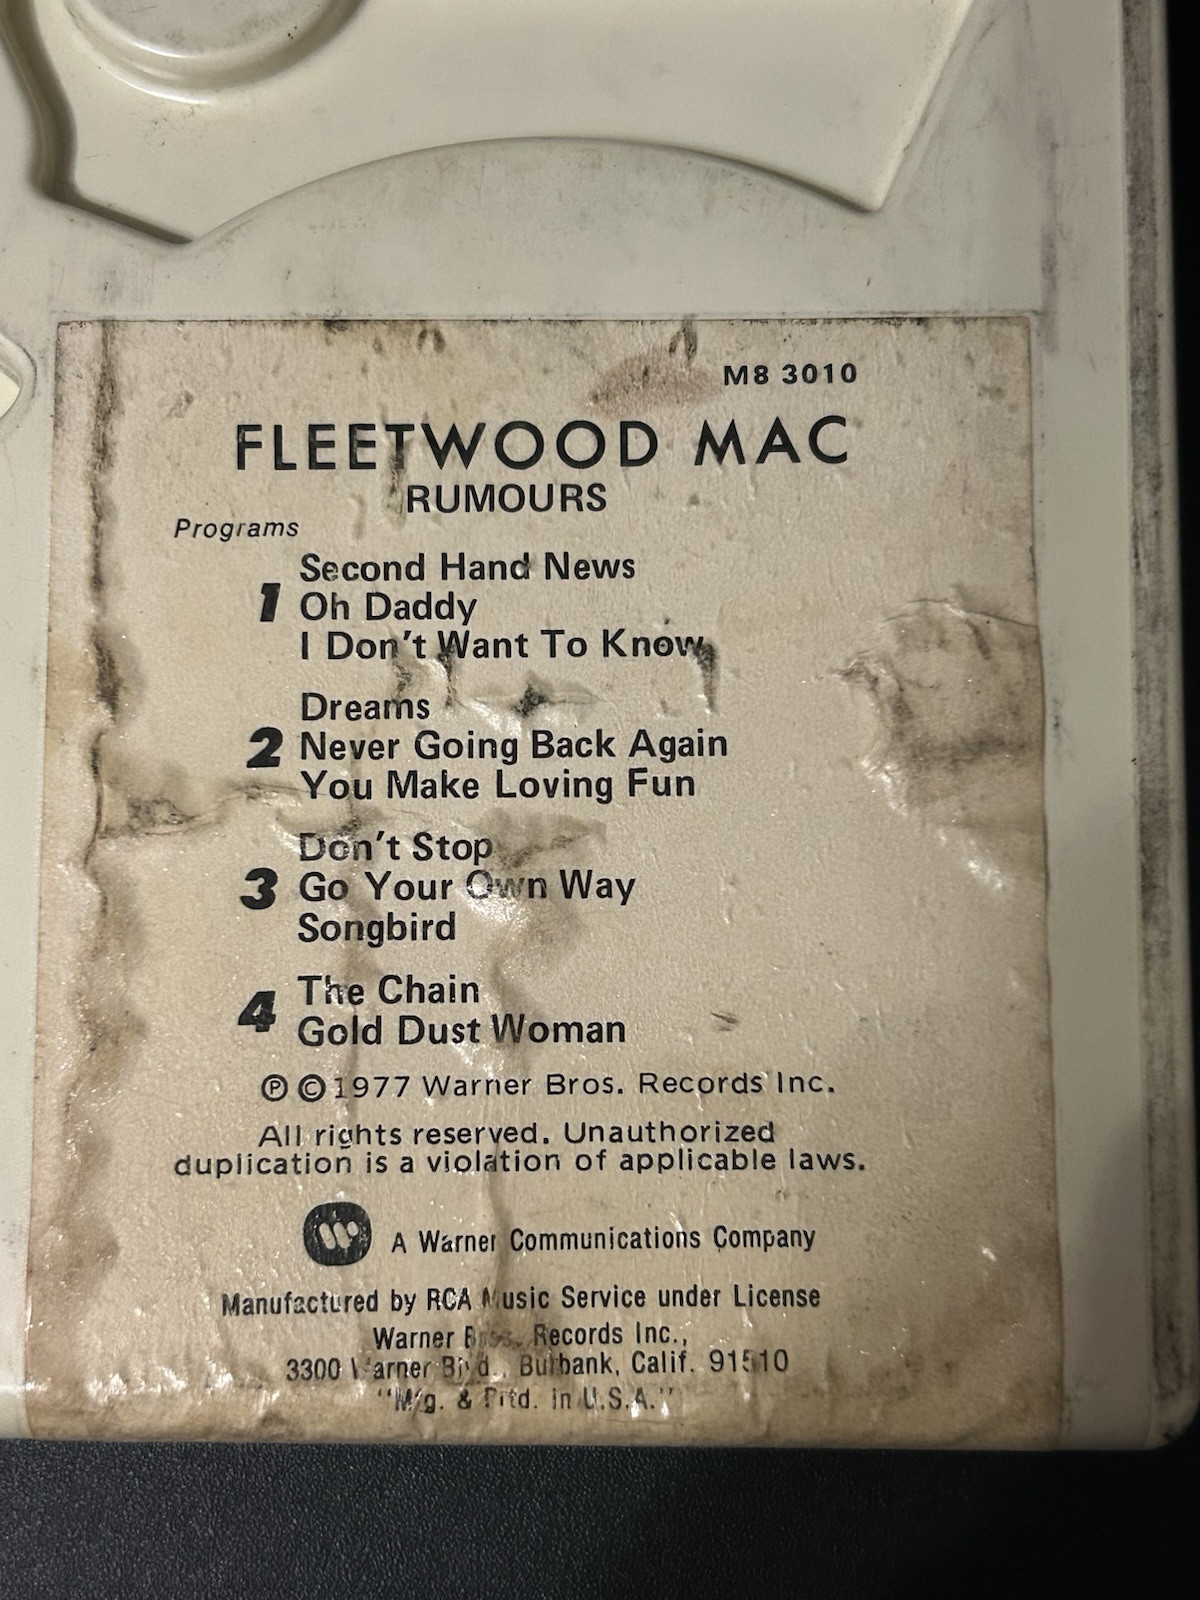 M8 3010
FLEETWOOD MAC
RUMOURS
Programs
Second Hand News
1 Oh Daddy
I Don't Want To Know
Dreams
2 Never Going Back Again
You Make Loving Fun
Don't Stop
3 Go Your Own Way
Songbird
The Chain
4 Gold Dust Woman
℗ © 1977 Warner Bros. Records Inc.
All rights reserved. Unauthorized
duplication is a violation of applicable laws.
A Warner Communications Company
Manufactured by RCA Music Service under License
Warner Bros. Records Inc.,
3300 Warner Blvd., Burbank, Calif. 91510
"Mfg. & Prtd. in U.S.A."